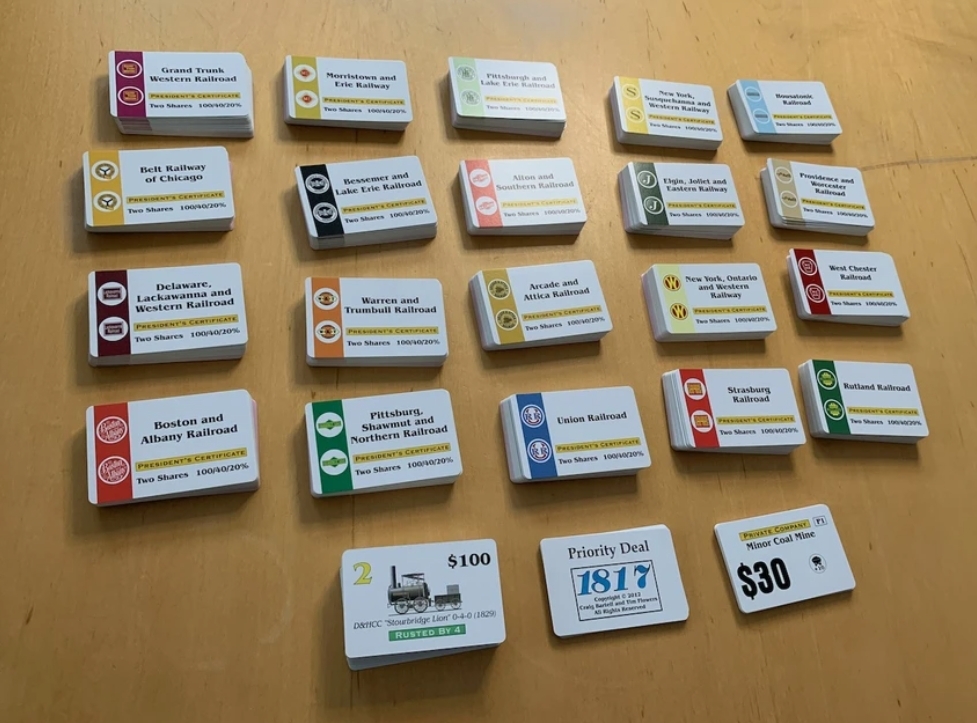 Grand Trunk
Western Railroad
PRESIDENT'S CERTIFICATE
Two Shares 100/40/20%
Morristown and
Erie Railway
PRESIDENT'S CERTIFICATE
Two Shares 100/40/20%
Pittsburgh and
Lake Erie Railroad
PRESIDENT'S CERTIFICATE
Two Shares 100/40/20%
New York,
Susquehanna and
Western Railway
PRESIDENT'S CERTIFICATE
Two Shares 100/40/20%
Housatonic
Railroad
PRESIDENT'S CERTIFICATE
Two Shares 100/40/20%
Belt Railway
of Chicago
PRESIDENT'S CERTIFICATE
Two Shares 100/40/20%
Bessemer and
Lake Erie Railroad
PRESIDENT'S CERTIFICATE
Two Shares 100/40/20%
Alton and
Southern Railroad
PRESIDENT'S CERTIFICATE
Two Shares 100/40/20%
J
J
Elgin, Joliet and
Eastern Railway
PRESIDENT'S CERTIFICATE
Two Shares 100/40/20%
Providence and
Worcester
Railroad
PRESIDENT'S CERTIFICATE
Two Shares 100/40/20%
Delaware,
Lackawanna and
Western Railroad
PRESIDENT'S CERTIFICATE
Two Shares 100/40/20%
Warren and
Trumbull Railroad
PRESIDENT'S CERTIFICATE
Two Shares 100/40/20%
Arcade and
Attica Railroad
PRESIDENT'S CERTIFICATE
Two Shares 100/40/20%
W
W
New York, Ontario
and Western
Railway
PRESIDENT'S CERTIFICATE
Two Shares 100/40/20%
West Chester
Railroad
PRESIDENT'S CERTIFICATE
Two Shares 100/40/20%
Boston and
Albany Railroad
PRESIDENT'S CERTIFICATE
Two Shares 100/40/20%
Pittsburg,
Shawmut and
Northern Railroad
PRESIDENT'S CERTIFICATE
Two Shares 100/40/20%
Union Railroad
PRESIDENT'S CERTIFICATE
Two Shares 100/40/20%
Strasburg
Railroad
PRESIDENT'S CERTIFICATE
Two Shares 100/40/20%
Rutland Railroad
PRESIDENT'S CERTIFICATE
Two Shares 100/40/20%
2 $100
D&HCC "Stourbridge Lion" 0-4-0 (1829)
RUSTED BY 4
Priority Deal
1817
Copyright © 2012
Craig Bartell and Tim Flowers
All Rights Reserved
PRIVATE COMPANY P1
Minor Coal Mine
$30